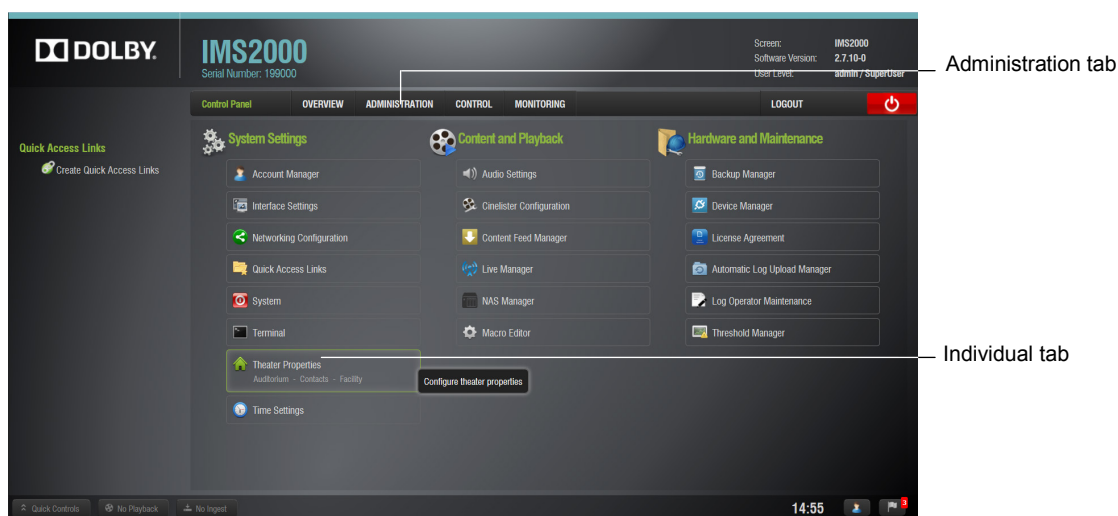 DOLBY.
IMS2000
Serial Number: 199000
Screen: IMS2000
Software Version: 2.7.10-0
User Level: admin / SuperUser
Administration tab
Control Panel OVERVIEW ADMINISTRATION CONTROL MONITORING LOGOUT
Quick Access Links
Create Quick Access Links
System Settings
Account Manager
Interface Settings
Networking Configuration
Quick Access Links
System
Terminal
Theater Properties
Auditorium - Contacts - Facility
Configure theater properties
Time Settings
Content and Playback
Audio Settings
Cinelister Configuration
Content Feed Manager
Live Manager
NAS Manager
Macro Editor
Hardware and Maintenance
Backup Manager
Device Manager
License Agreement
Automatic Log Upload Manager
Log Operator Maintenance
Threshold Manager
Individual tab
Quick Controls No Playback No Ingest 14:55 3